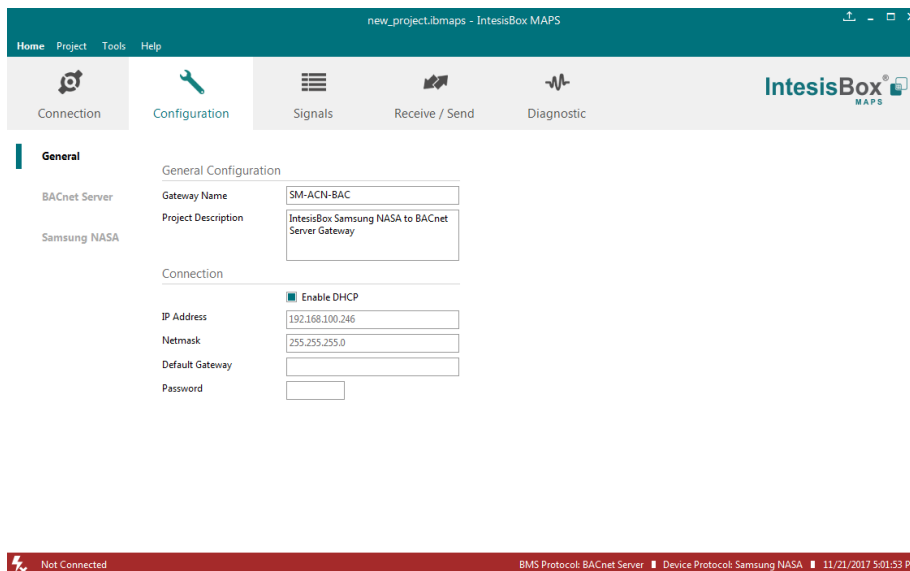 new_project.ibmaps - IntesisBox MAPS
Home Project Tools Help
Connection Configuration Signals Receive / Send Diagnostic
IntesisBox® MAPS
General
BACnet Server
Samsung NASA
General Configuration
Gateway Name SM-ACN-BAC
Project Description IntesisBox Samsung NASA to BACnet
Server Gateway
Connection
Enable DHCP
IP Address 192.168.100.246
Netmask 255.255.255.0
Default Gateway
Password
Not Connected BMS Protocol: BACnet Server Device Protocol: Samsung NASA 11/21/2017 5:01:53 P